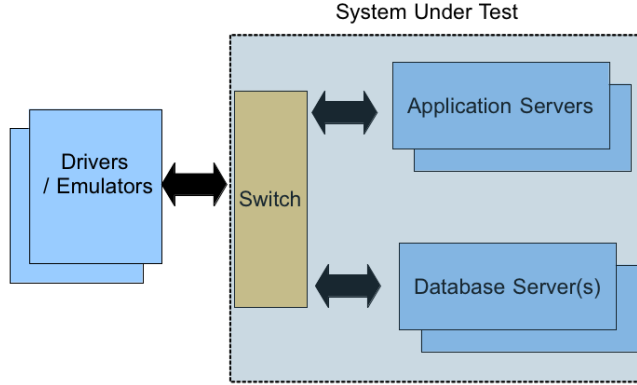 System Under Test
Application Servers
Drivers
/ Emulators
Switch
Database Server(s)